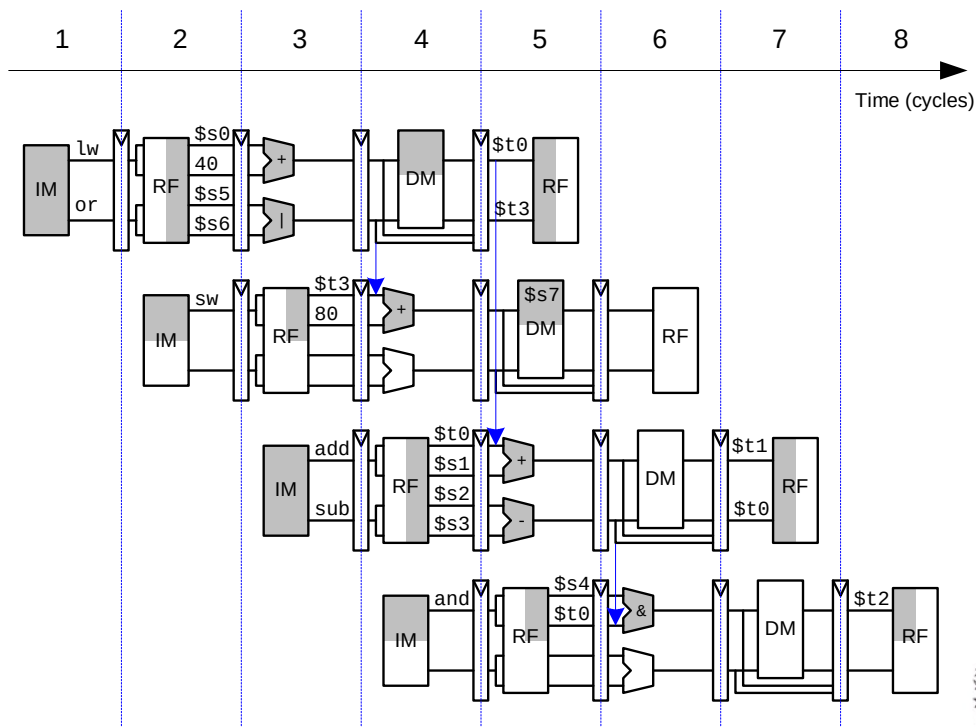 1 2 3 4 5 6 7 8
Time (cycles)
IM lw RF $s0 + DM $t0 RF
40
or $s5 | $t3
$s6
IM sw RF $t3 + $s7 DM RF
80
IM add RF $t0 + DM $t1 RF
$s1
sub $s2 - $t0
$s3
IM and RF $s4 & DM $t2 RF
$t0